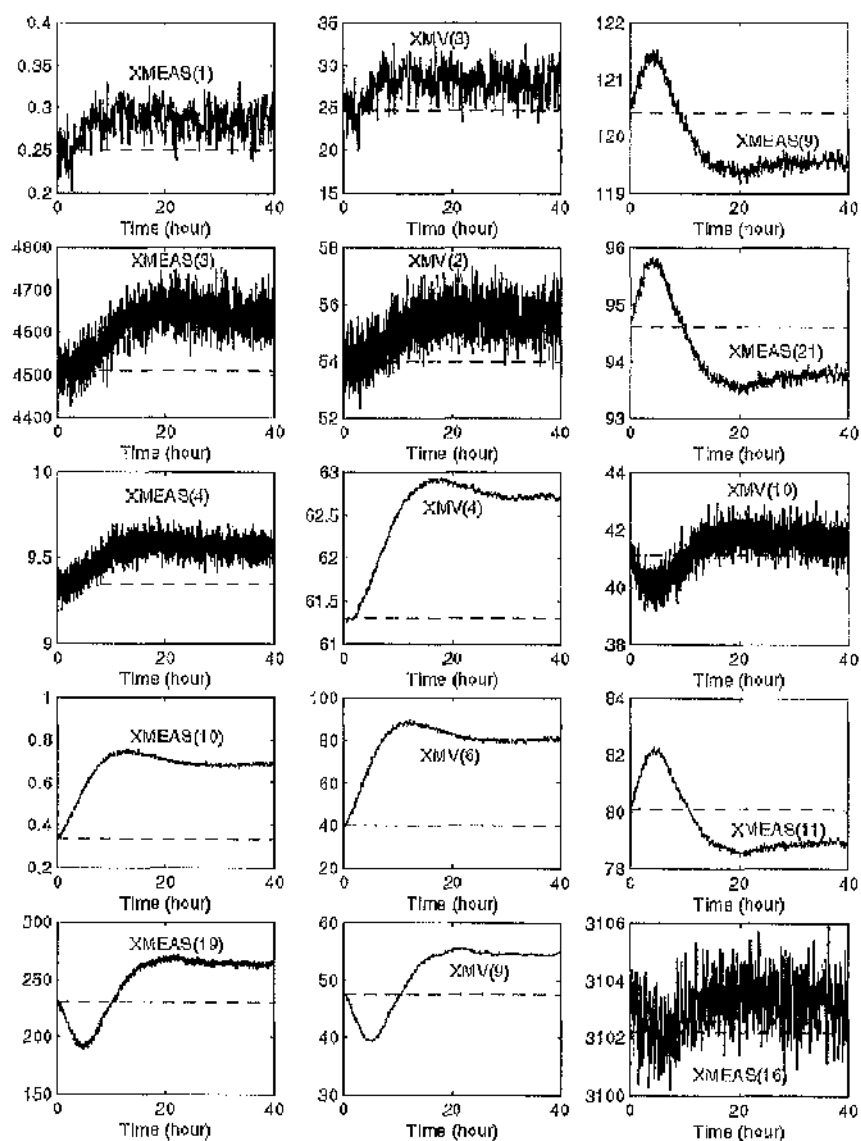 0.4
0.35
0.3
0.25
0.2
XMEAS(1)
0 20 40
Time (hour)
35
30
25
20
15
XMV(3)
0 20 40
Time (hour)
122
121
120
119
XMEAS(9)
0 20 40
Time (hour)
4800
4700
4600
4500
4400
XMEAS(3)
0 20 40
Time (hour)
58
56
54
52
XMV(2)
0 20 40
Time (hour)
96
95
94
93
XMEAS(21)
0 20 40
Time (hour)
10
9.5
9
XMEAS(4)
0 20 40
Time (hour)
63
62.5
62
61.5
61
XMV(4)
0 20 40
Time (hour)
44
42
40
38
XMV(10)
0 20 40
Time (hour)
1
0.8
0.6
0.4
0.2
XMEAS(10)
0 20 40
Time (hour)
100
80
60
40
20
XMV(6)
0 20 40
Time (hour)
84
82
80
78
XMEAS(11)
0 20 40
Time (hour)
300
250
200
150
XMEAS(19)
0 20 40
Time (hour)
60
50
40
30
XMV(9)
0 20 40
Time (hour)
3106
3104
3102
3100
XMEAS(16)
0 20 40
Time (hour)